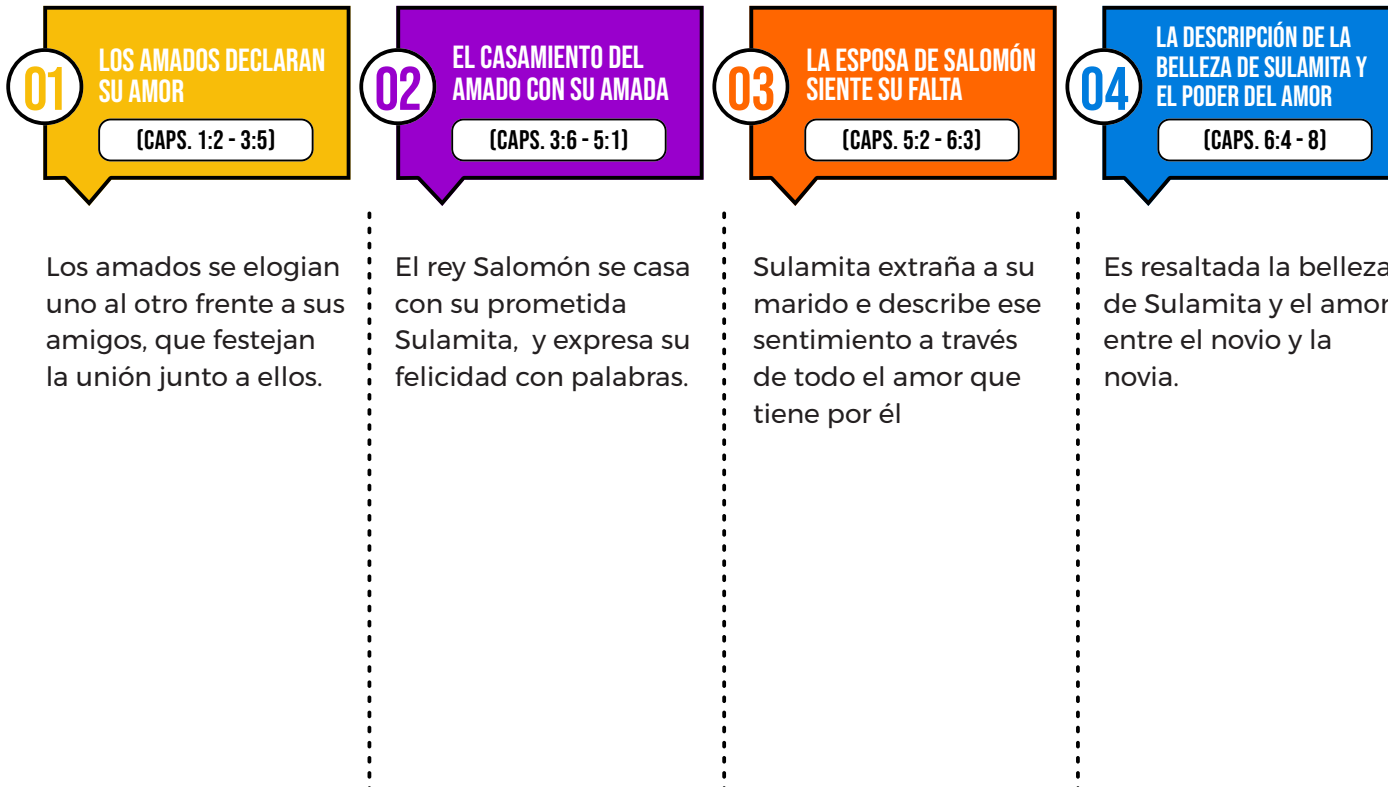 01
LOS AMADOS DECLARAN
SU AMOR
(CAPS. 1:2 - 3:5)
Los amados se elogian
uno al otro frente a sus
amigos, que festejan
la unión junto a ellos.
02
EL CASAMIENTO DEL
AMADO CON SU AMADA
(CAPS. 3:6 - 5:1)
El rey Salomón se casa
con su prometida
Sulamita, y expresa su
felicidad con palabras.
03
LA ESPOSA DE SALOMÓN
SIENTE SU FALTA
(CAPS. 5:2 - 6:3)
Sulamita extraña a su
marido e describe ese
sentimiento a través
de todo el amor que
tiene por él
04
LA DESCRIPCIÓN DE LA
BELLEZA DE SULAMITA Y
EL PODER DEL AMOR
(CAPS. 6:4 - 8)
Es resaltada la belleza
de Sulamita y el amor
entre el novio y la
novia.